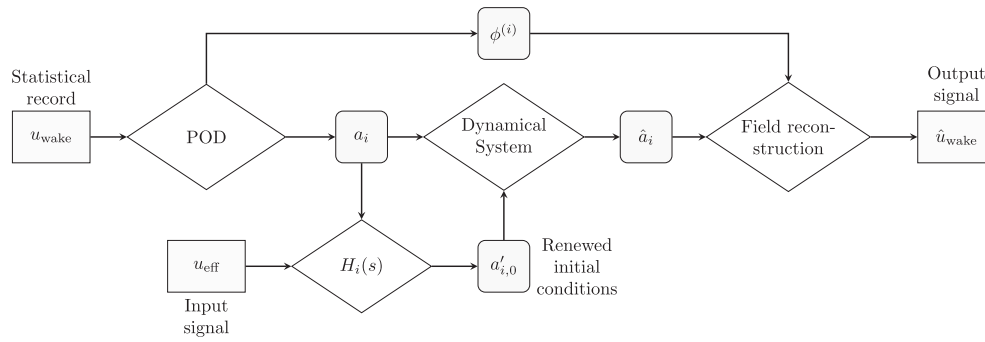 ϕ⁽ⁱ⁾
Statistical
record
u_wake
POD
a_i
Dynamical
System
â_i
Field recon-
struction
Output
signal
û_wake
u_eff
Input
signal
H_i(s)
a′_{i,0}
Renewed
initial
conditions